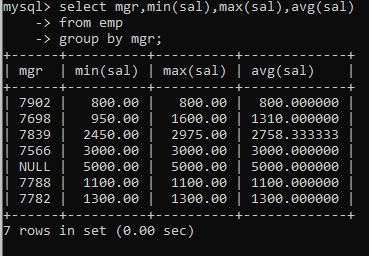 mysql> select mgr,min(sal),max(sal),avg(sal)
    -> from emp
    -> group by mgr;
+------+----------+----------+-------------+
| mgr  | min(sal) | max(sal) | avg(sal)    |
+------+----------+----------+-------------+
| 7902 |   800.00 |   800.00 |  800.000000 |
| 7698 |   950.00 |  1600.00 | 1310.000000 |
| 7839 |  2450.00 |  2975.00 | 2758.333333 |
| 7566 |  3000.00 |  3000.00 | 3000.000000 |
| NULL |  5000.00 |  5000.00 | 5000.000000 |
| 7788 |  1100.00 |  1100.00 | 1100.000000 |
| 7782 |  1300.00 |  1300.00 | 1300.000000 |
+------+----------+----------+-------------+
7 rows in set (0.00 sec)